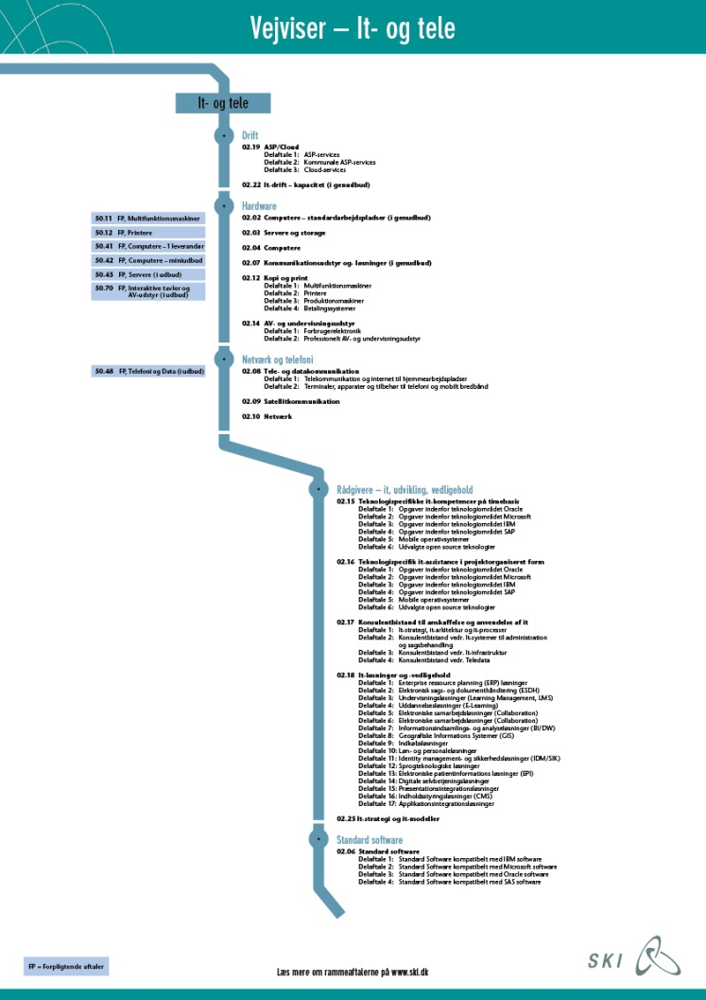 Vejviser – It- og tele
It- og tele
Drift
02.19 ASP/Cloud
Delaftale 1: ASP-services
Delaftale 2: Kommunale ASP-services
Delaftale 3: Cloud-services
02.22 It-drift – kapacitet (i genudbud)
Hardware
50.11 FP, Multifunktionsmaskiner
50.12 FP, Printere
50.41 FP, Computere – 1 leverandør
50.42 FP, Computere – miniudbud
50.45 FP, Servere (i udbud)
50.70 FP, Interaktive tavler og
AV-udstyr (i udbud)
02.02 Computere – standardarbejdspladser (i genudbud)
02.03 Servere og storage
02.04 Computere
02.07 Kommunikationsudstyr og- løsninger (i genudbud)
02.12 Kopi og print
Delaftale 1: Multifunktionsmaskiner
Delaftale 2: Printere
Delaftale 3: Produktionsmaskiner
Delaftale 4: Betalingssystemer
02.14 AV- og undervisningsudstyr
Delaftale 1: Forbrugerelektronik
Delaftale 2: Professionelt AV- og undervisningsudstyr
Netværk og telefoni
50.48 FP, Telefoni og Data (i udbud)
02.08 Tele- og datakommunikation
Delaftale 1: Telekommunikation og internet til hjemmearbejdspladser
Delaftale 2: Terminaler, apparater og tilbehør til telefoni og mobilt bredbånd
02.09 Satellitkommunikation
02.10 Netværk
Rådgivere – it, udvikling, vedligehold
02.15 Teknologispecifikke it-kompetencer på timebasis
Delaftale 1: Opgaver indenfor teknologiområdet Oracle
Delaftale 2: Opgaver indenfor teknologiområdet Microsoft
Delaftale 3: Opgaver indenfor teknologiområdet IBM
Delaftale 4: Opgaver indenfor teknologiområdet SAP
Delaftale 5: Mobile operativsystemer
Delaftale 6: Udvalgte open source teknologier
02.16 Teknologispecifik it-assistance i projektorganiseret form
Delaftale 1: Opgaver indenfor teknologiområdet Oracle
Delaftale 2: Opgaver indenfor teknologiområdet Microsoft
Delaftale 3: Opgaver indenfor teknologiområdet IBM
Delaftale 4: Opgaver indenfor teknologiområdet SAP
Delaftale 5: Mobile operativsystemer
Delaftale 6: Udvalgte open source teknologier
02.17 Konsulentbistand til anskaffelse og anvendelse af it
Delaftale 1: It-strategi, it-arkitektur og it-processer
Delaftale 2: Konsulentbistand vedr. It-systemer til administration
og sagsbehandling
Delaftale 3: Konsulentbistand vedr. It-infrastruktur
Delaftale 4: Konsulentbistand vedr. Teledata
02.18 It-løsninger og -vedligehold
Delaftale 1: Enterprise ressource planning (ERP) løsninger
Delaftale 2: Elektronisk sags- og dokumenthåndtering (ESDH)
Delaftale 3: Undervisningsløsninger (Learning Management, LMS)
Delaftale 4: Uddannelsesløsninger (E-Learning)
Delaftale 5: Elektroniske samarbejdsløsninger (Collaboration)
Delaftale 6: Elektroniske samarbejdsløsninger (Collaboration)
Delaftale 7: Informationsindsamlings- og analyseløsninger (BI/DW)
Delaftale 8: Geografiske Informations Systemer (GIS)
Delaftale 9: Indkøbsløsninger
Delaftale 10: Løn- og personaleløsninger
Delaftale 11: Identity management- og sikkerhedsløsninger (IDM/SIK)
Delaftale 12: Sprogteknologiske løsninger
Delaftale 13: Elektroniske patientinformations løsninger (EPI)
Delaftale 14: Digitale selvbetjeningsløsninger
Delaftale 15: Præsentationsintegrationsløsninger
Delaftale 16: Indholdsstyringsløsninger (CMS)
Delaftale 17: Applikationsintegrationsløsninger
02.25 It-strategi og it-modeller
Standard software
02.06 Standard software
Delaftale 1: Standard Software kompatibelt med IBM software
Delaftale 2: Standard Software kompatibelt med Microsoft software
Delaftale 3: Standard Software kompatibelt med Oracle software
Delaftale 4: Standard Software kompatibelt med SAS software
FP = Forpligtende aftaler
Læs mere om rammeaftalerne på www.ski.dk
SKI